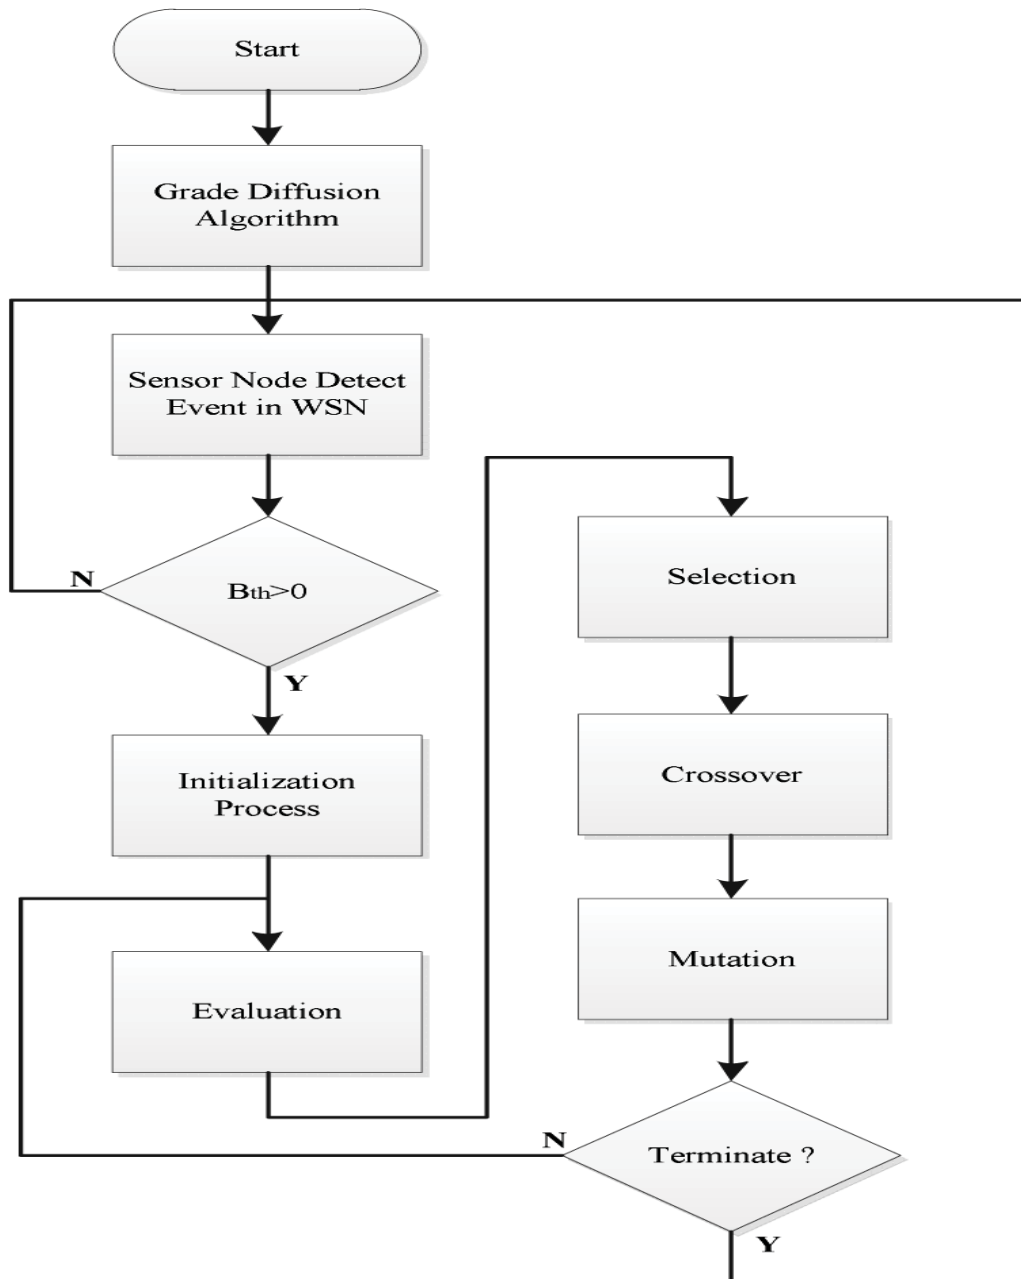 Start
Grade Diffusion
Algorithm
Sensor Node Detect
Event in WSN
N
Bth>0
Y
Initialization
Process
Evaluation
Selection
Crossover
Mutation
N
Terminate ?
Y